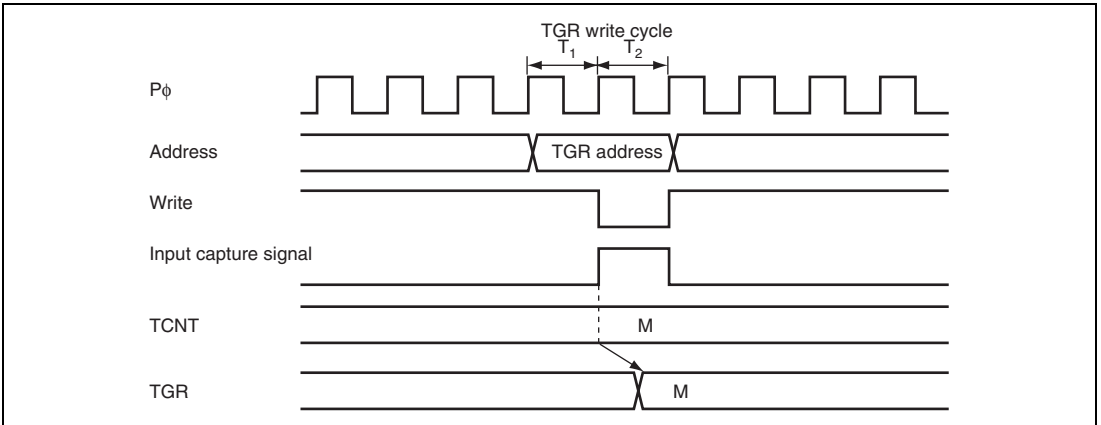 TGR write cycle
T1 T2
Pφ
Address TGR address
Write
Input capture signal
TCNT M
TGR M